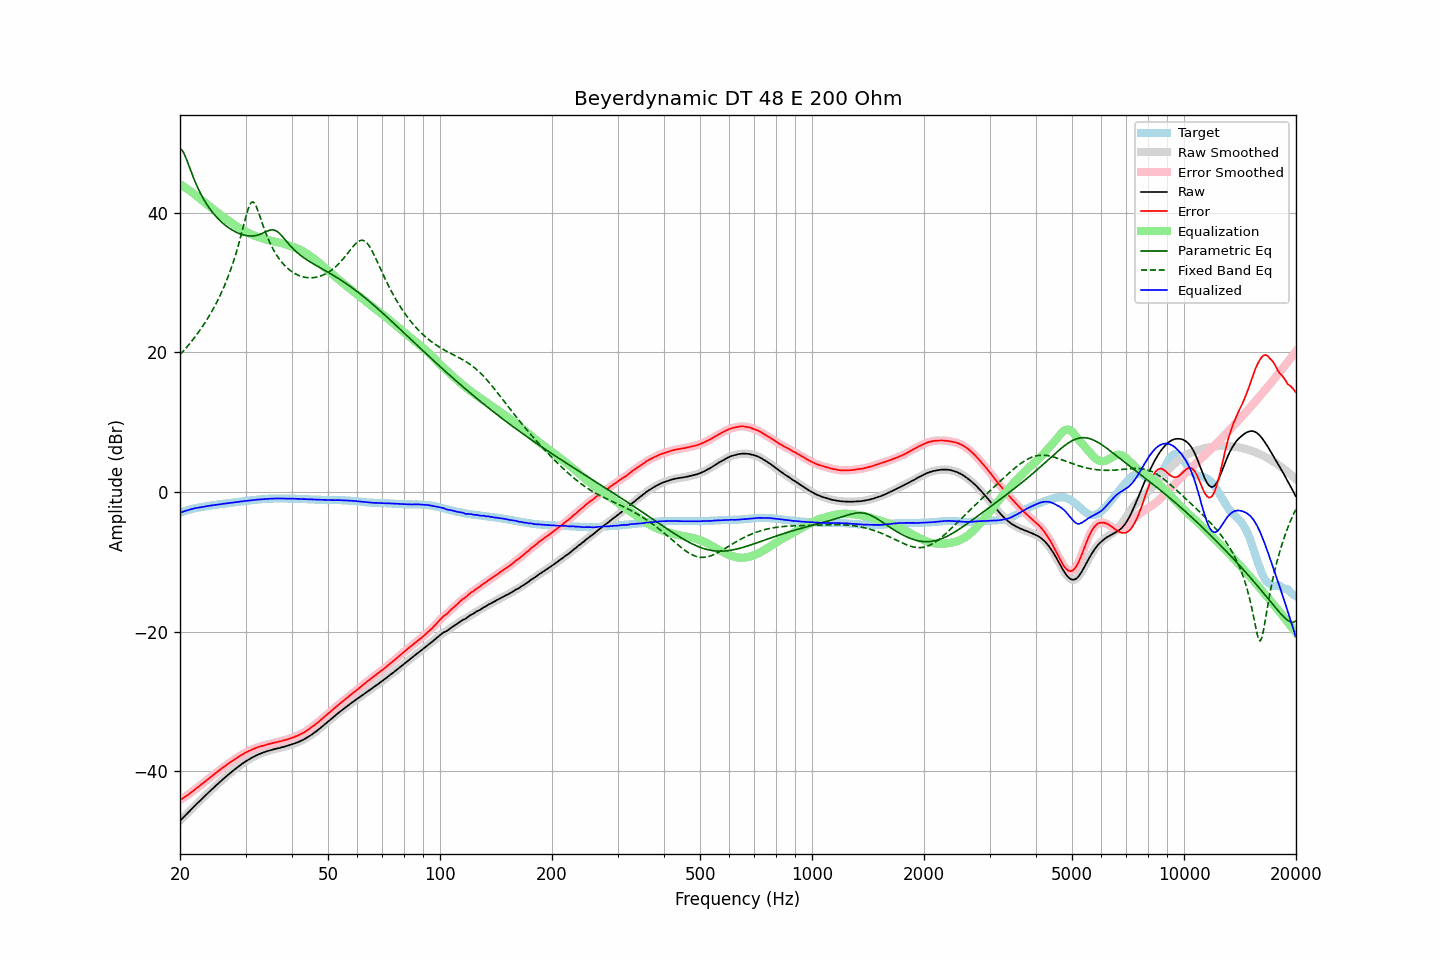 Beyerdynamic DT 48 E 200 Ohm
Target
Raw Smoothed
Error Smoothed
Raw
Error
Equalization
Parametric Eq
Fixed Band Eq
Equalized
Amplitude (dBr)
40
20
0
−20
−40
20 50 100 200 500 1000 2000 5000 10000 20000
Frequency (Hz)